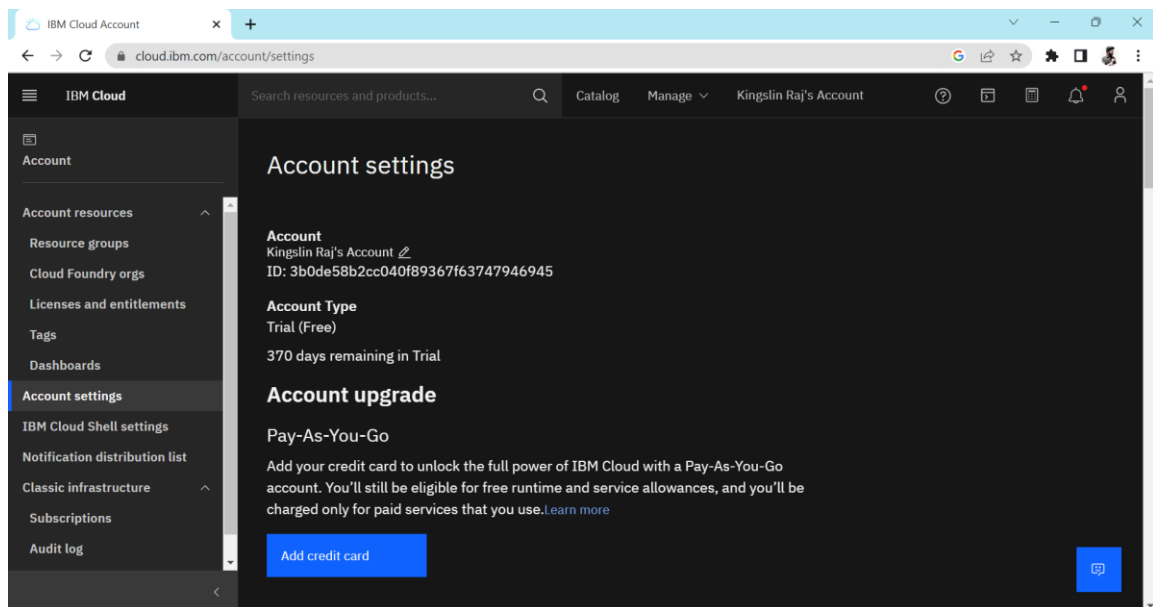 IBM Cloud Account
cloud.ibm.com/account/settings
IBM Cloud
Search resources and products...
Catalog
Manage
Kingslin Raj's Account
Account
Account resources
Resource groups
Cloud Foundry orgs
Licenses and entitlements
Tags
Dashboards
Account settings
IBM Cloud Shell settings
Notification distribution list
Classic infrastructure
Subscriptions
Audit log
Account settings
Account
Kingslin Raj's Account
ID: 3b0de58b2cc040f89367f63747946945
Account Type
Trial (Free)
370 days remaining in Trial
Account upgrade
Pay-As-You-Go
Add your credit card to unlock the full power of IBM Cloud with a Pay-As-You-Go
account. You'll still be eligible for free runtime and service allowances, and you'll be
charged only for paid services that you use.Learn more
Add credit card